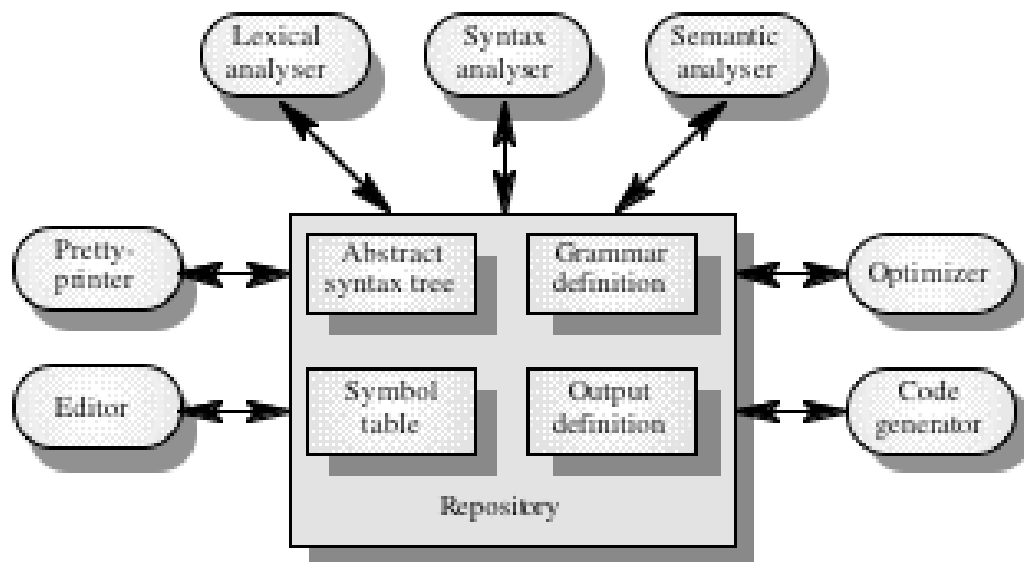 Lexical
analyser
Syntax
analyser
Semantic
analyser
Pretty-
printer
Abstract
syntax tree
Grammar
definition
Optimizer
Editor
Symbol
table
Output
definition
Code
generator
Repository